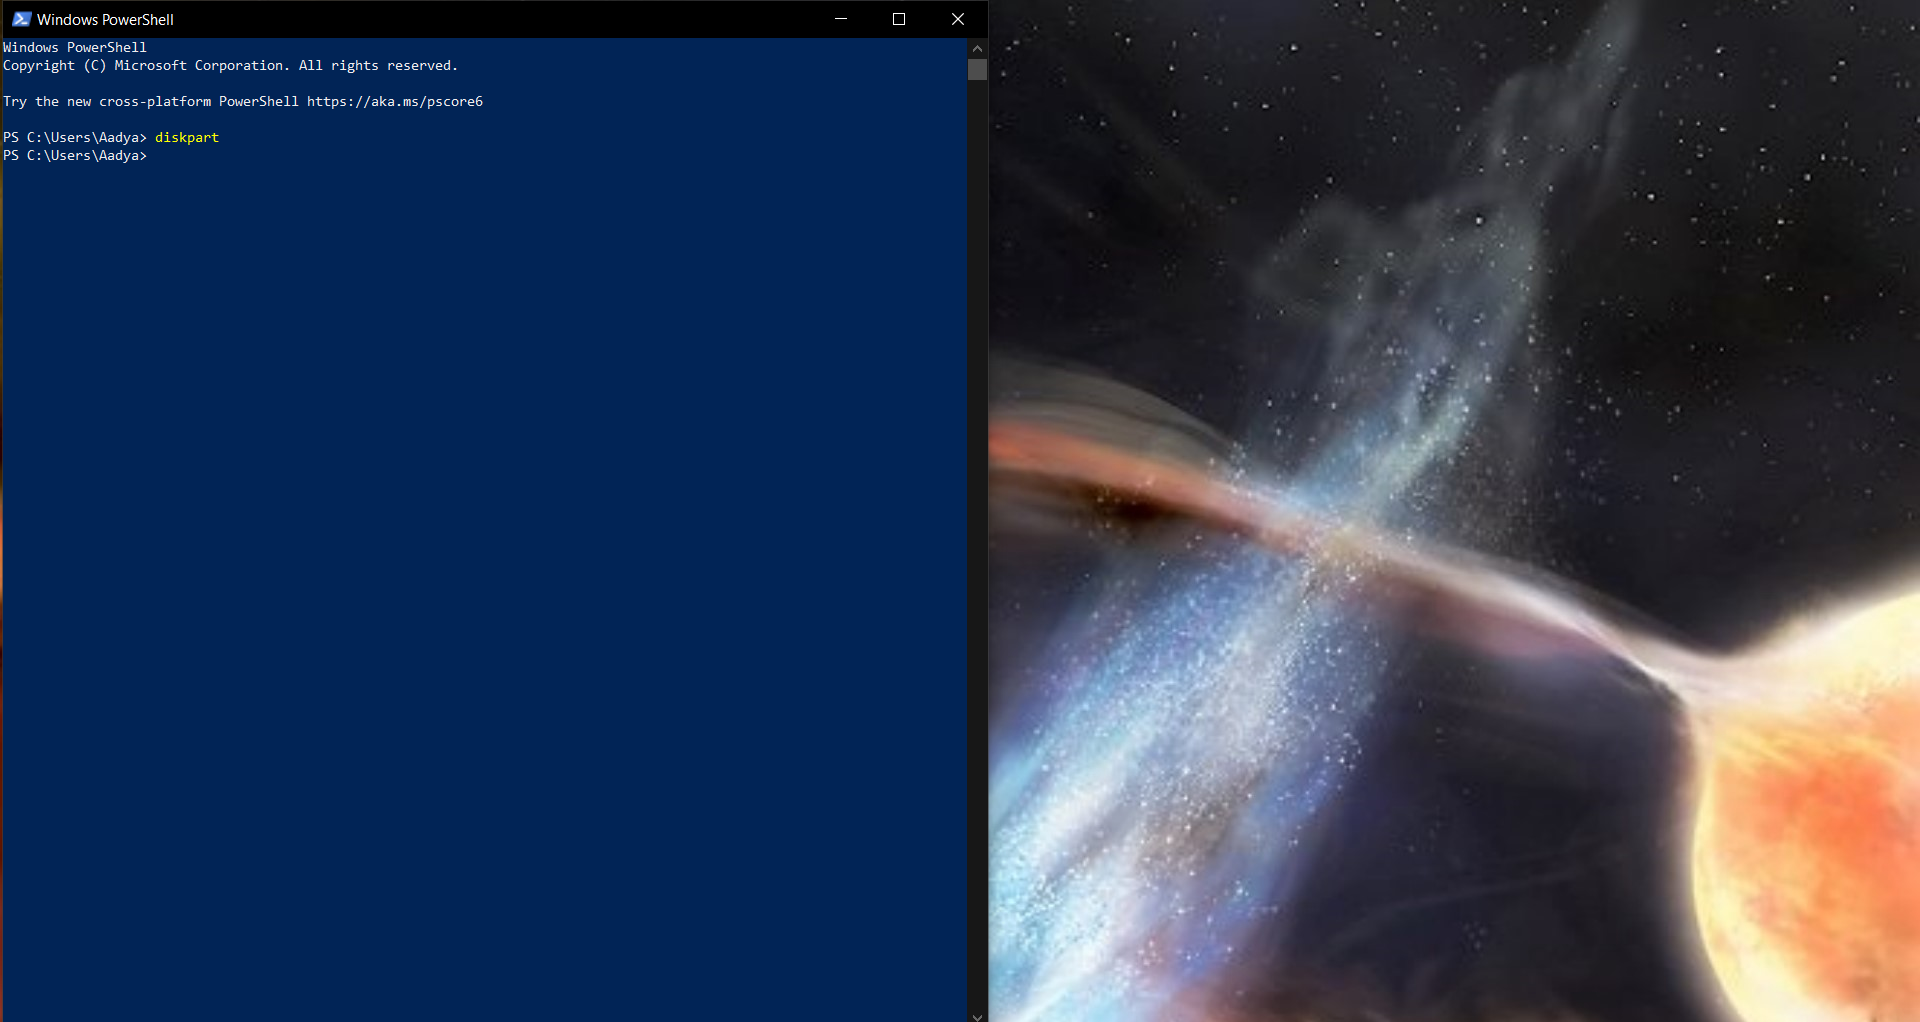 Windows PowerShell
Windows PowerShell
Copyright (C) Microsoft Corporation. All rights reserved.
Try the new cross-platform PowerShell https://aka.ms/pscore6
PS C:\Users\Aadya> diskpart
PS C:\Users\Aadya>